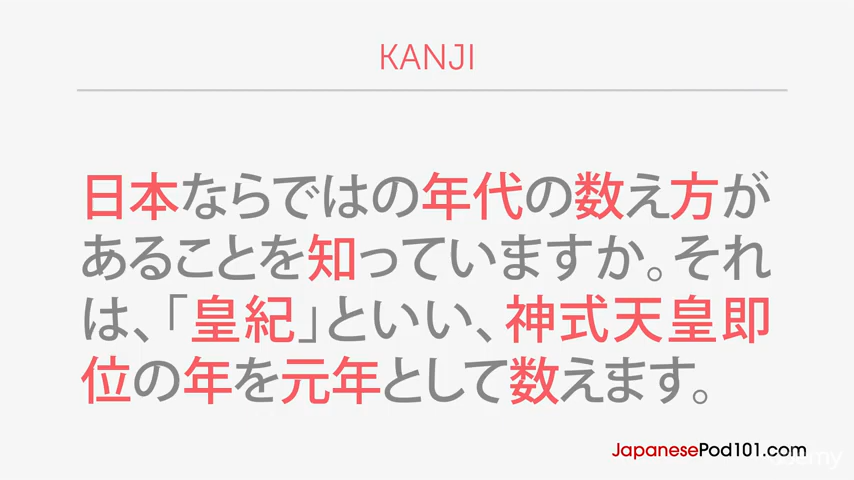 KANJI
日本ならではの年代の数え方が
あることを知っていますか。それ
は、「皇紀」といい、神式天皇即
位の年を元年として数えます。
JapanesePod101.com